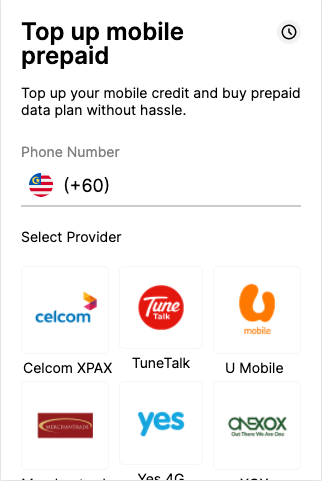 Top up mobile
prepaid
Top up your mobile credit and buy prepaid
data plan without hassle.
Phone Number
(+60)
Select Provider
celcom
Tune
Talk
mobile
Celcom XPAX
TuneTalk
U Mobile
MERCHANTRADE
yes
ONEXOX
Out There We Are One
Yes 4G